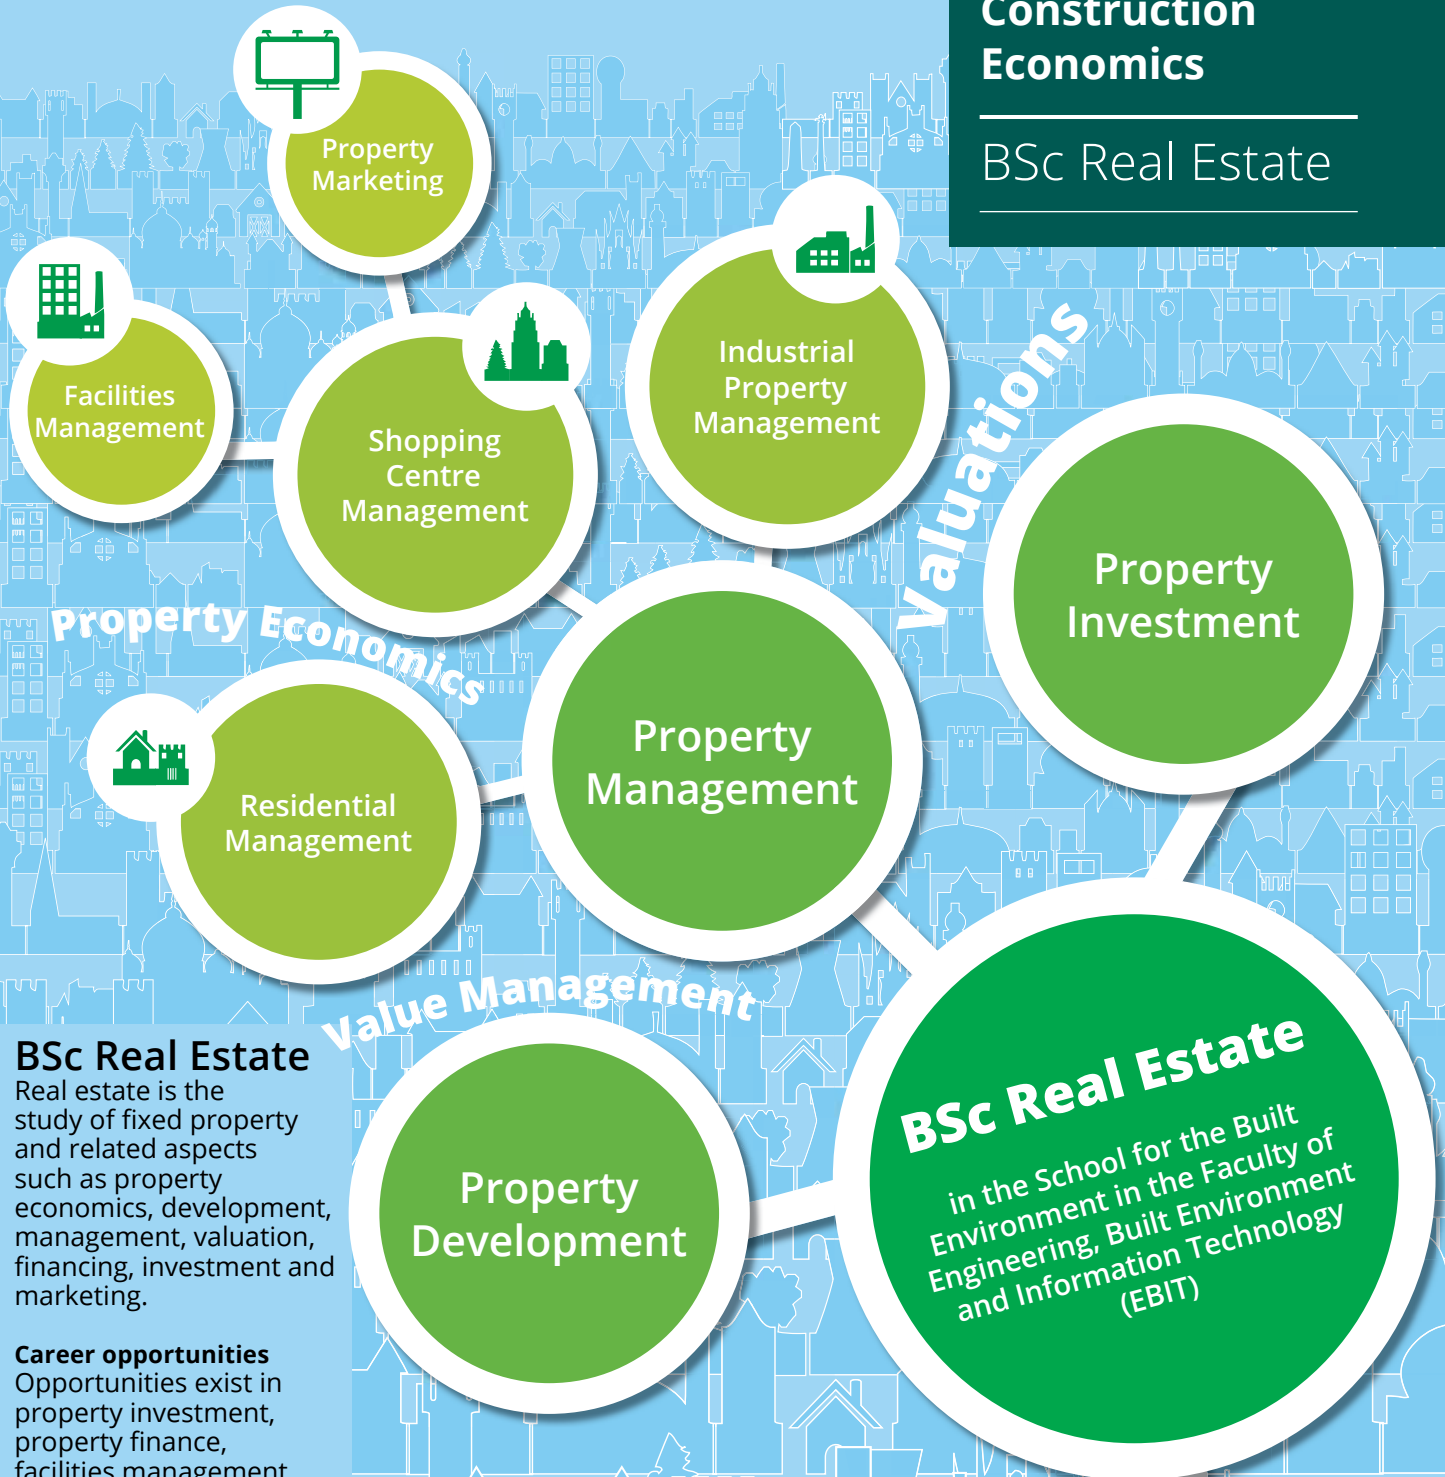 Construction
Economics
BSc Real Estate
Property
Marketing
Facilities
Management
Shopping
Centre
Management
Industrial
Property
Management
Valuations
Property
Investment
Property Economics
Property
Management
Residential
Management
Value Management
BSc Real Estate
Real estate is the
study of fixed property
and related aspects
such as property
economics, development,
management, valuation,
financing, investment and
marketing.
Career opportunities
Opportunities exist in
property investment,
property finance,
facilities management
Property
Development
BSc Real Estate
in the School for the Built
Environment in the Faculty of
Engineering, Built Environment
and Information Technology
(EBIT)